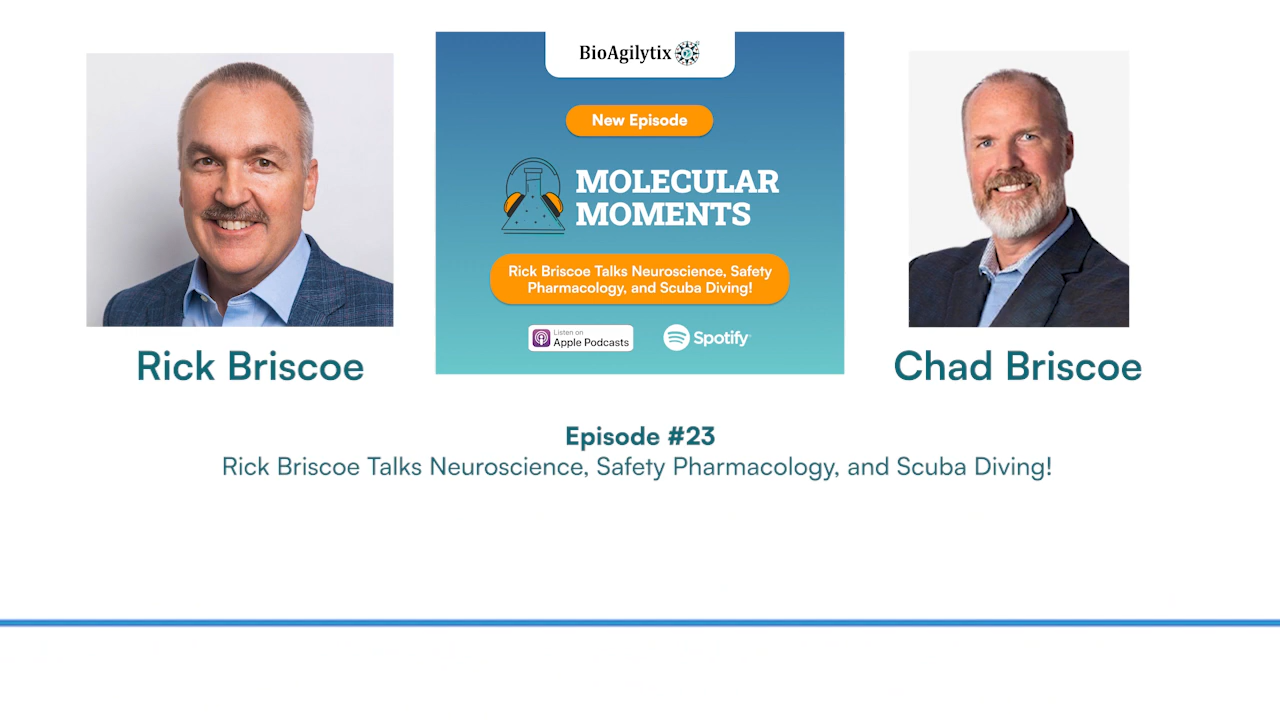 BioAgilytix
New Episode
MOLECULAR
MOMENTS
Rick Briscoe Talks Neuroscience, Safety
Pharmacology, and Scuba Diving!
Listen on
Apple Podcasts
Spotify
Rick Briscoe
Chad Briscoe
Episode #23
Rick Briscoe Talks Neuroscience, Safety Pharmacology, and Scuba Diving!